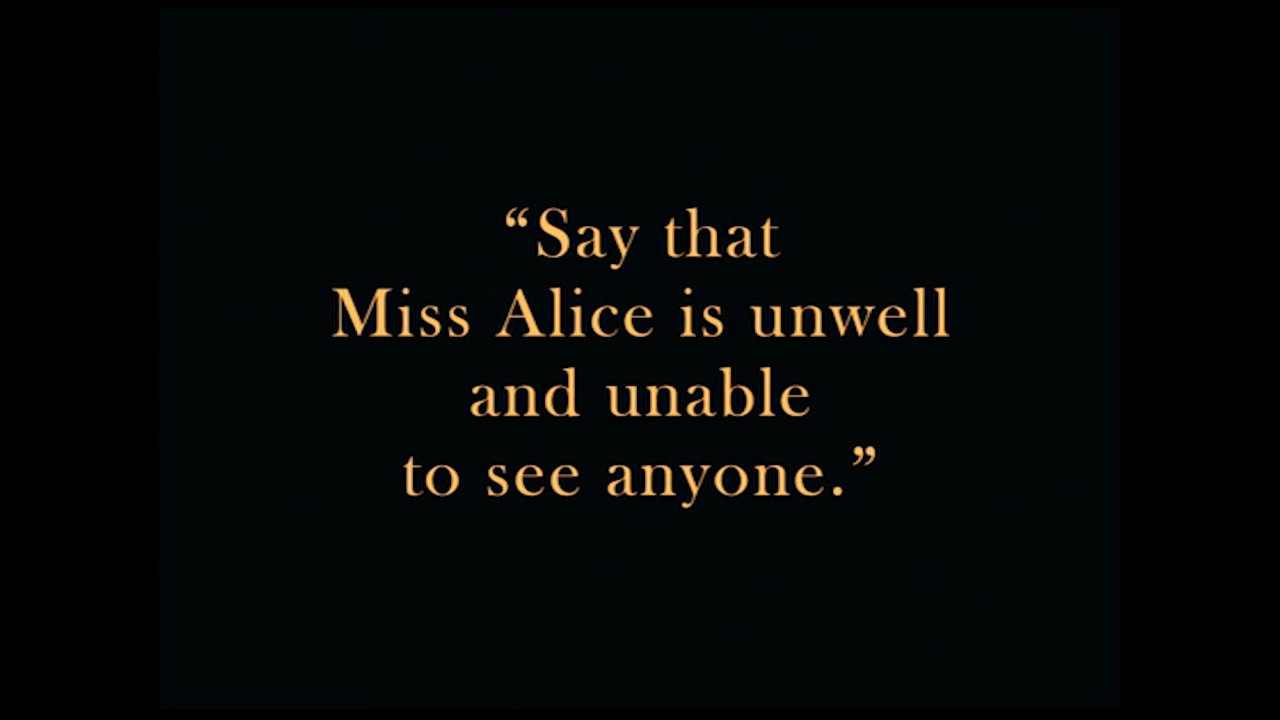 “Say that
Miss Alice is unwell
and unable
to see anyone.”